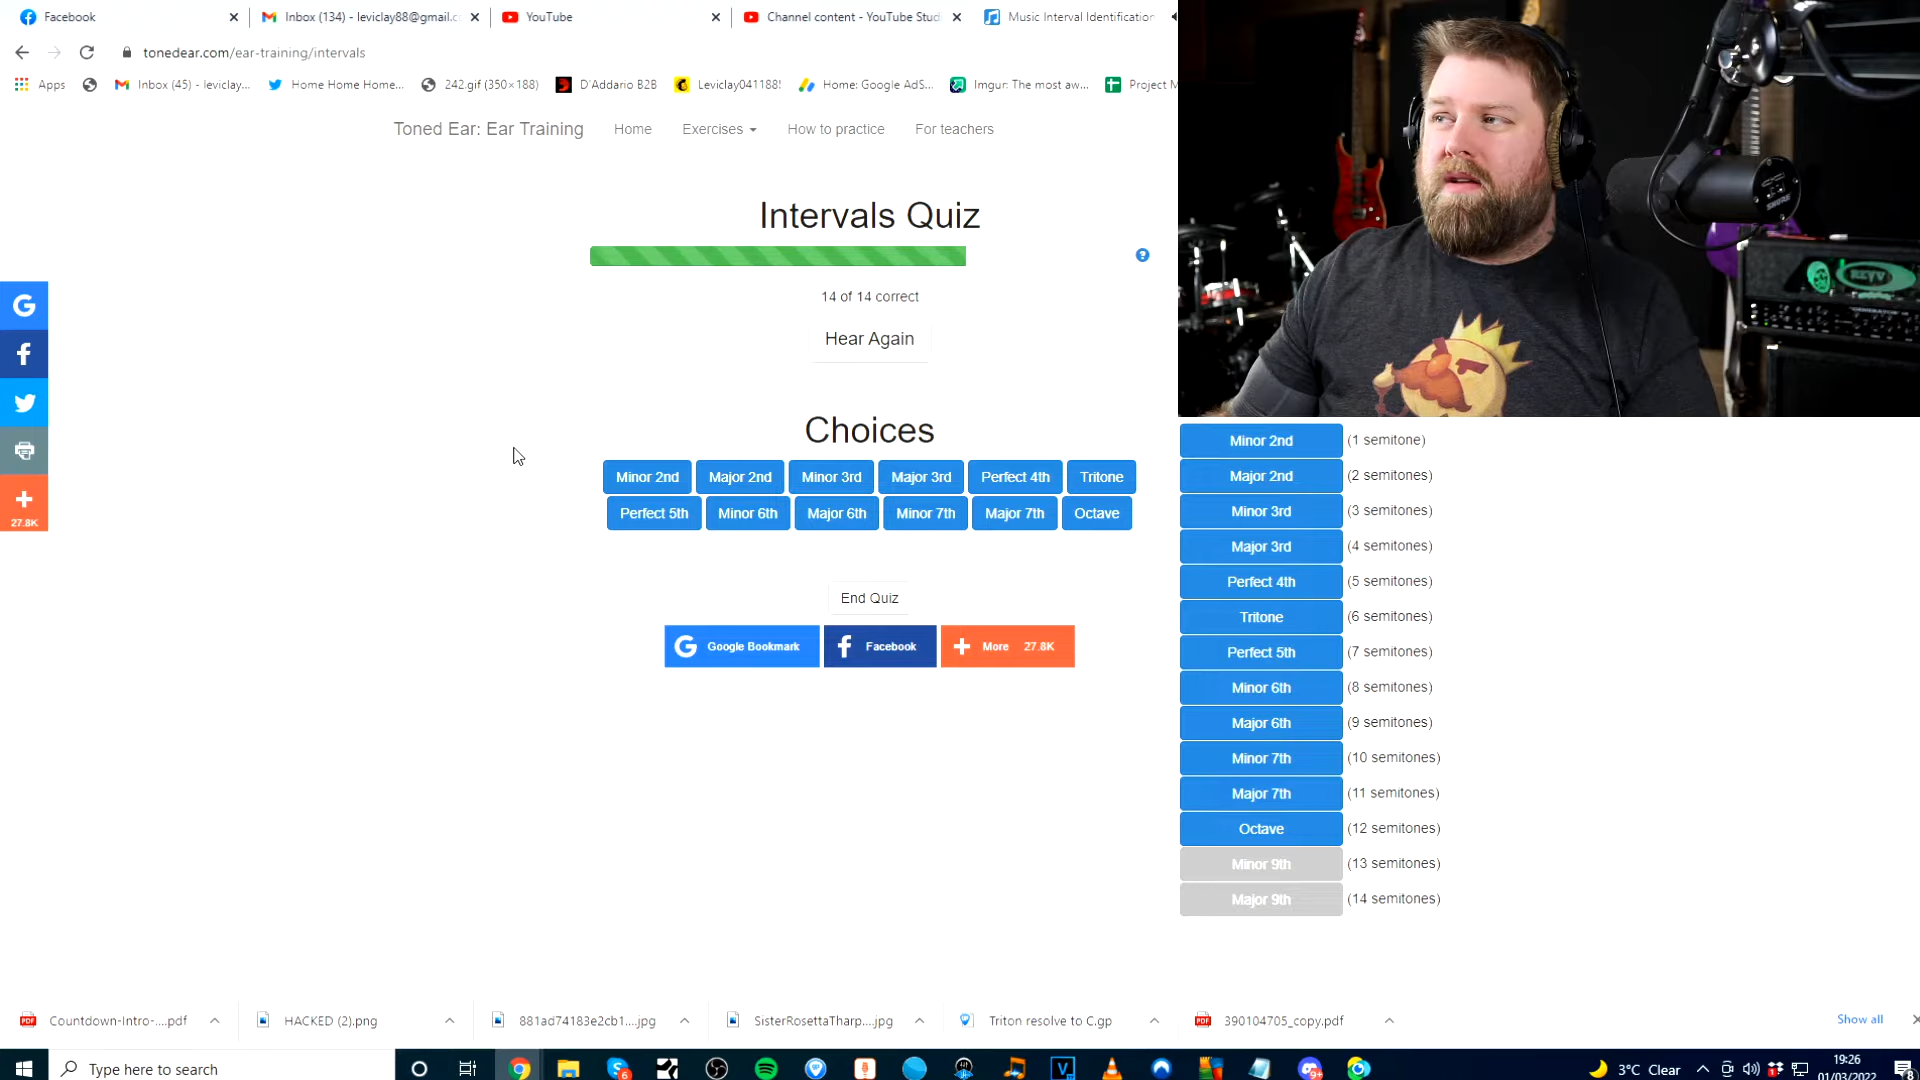 Facebook
Inbox (134) - leviclay88@gmail.c
YouTube
Channel content - YouTube Stud
Music Interval Identification
tonedear.com/ear-training/intervals
Apps
Inbox (45) - leviclay...
Home Home Home...
242.gif (350×188)
D'Addario B2B
Leviclay041188!
Home: Google AdS...
Imgur: The most aw...
Project M
Toned Ear: Ear Training
Home
Exercises
How to practice
For teachers
Intervals Quiz
14 of 14 correct
Hear Again
Choices
Minor 2nd Major 2nd Minor 3rd Major 3rd Perfect 4th Tritone
Perfect 5th Minor 6th Major 6th Minor 7th Major 7th Octave
End Quiz
Google Bookmark
Facebook
More 27.8K
27.8K
SHURE
REVV
Minor 2nd (1 semitone)
Major 2nd (2 semitones)
Minor 3rd (3 semitones)
Major 3rd (4 semitones)
Perfect 4th (5 semitones)
Tritone (6 semitones)
Perfect 5th (7 semitones)
Minor 6th (8 semitones)
Major 6th (9 semitones)
Minor 7th (10 semitones)
Major 7th (11 semitones)
Octave (12 semitones)
Minor 9th (13 semitones)
Major 9th (14 semitones)
Countdown-Intro-....pdf
HACKED (2).png
881ad74183e2cb1....jpg
SisterRosettaTharp....jpg
Triton resolve to C.gp
390104705_copy.pdf
Show all
Type here to search
3°C Clear
19:26
01/03/2022